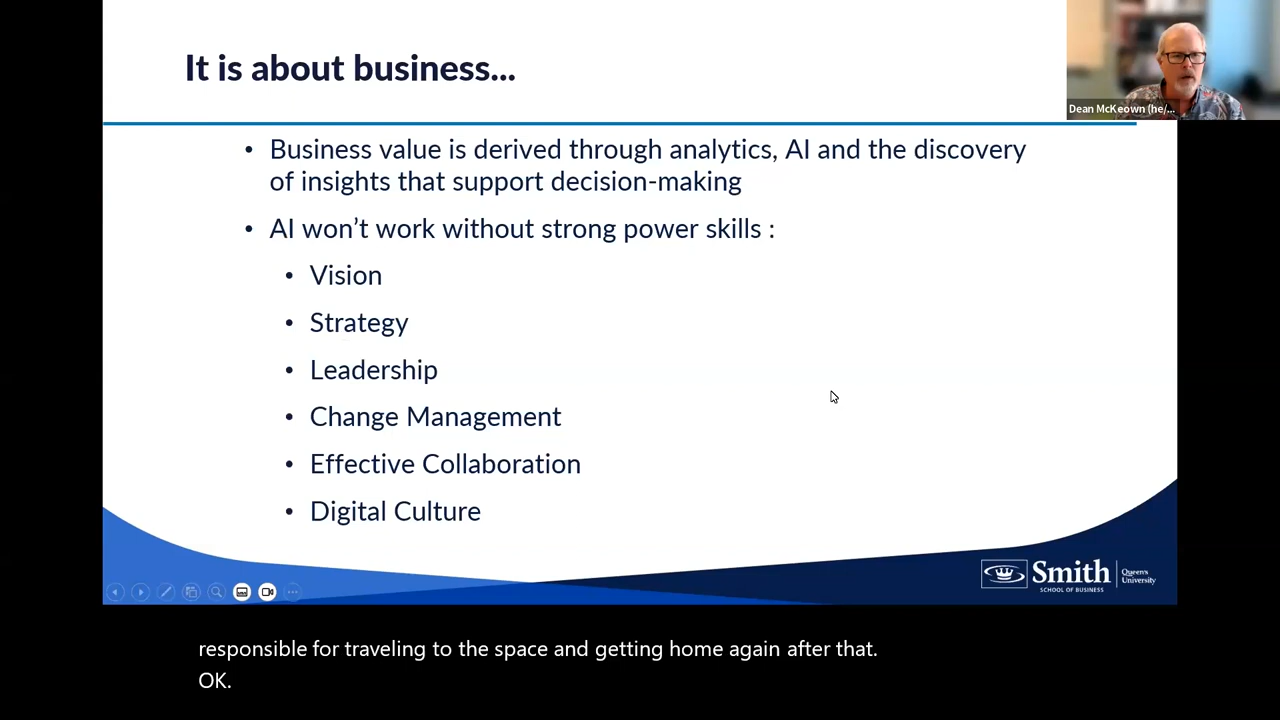 It is about business...
Dean McKeown (he/...
• Business value is derived through analytics, AI and the discovery
of insights that support decision-making
• AI won't work without strong power skills :
• Vision
• Strategy
• Leadership
• Change Management
• Effective Collaboration
• Digital Culture
Smith
SCHOOL OF BUSINESS
Queen's
University
responsible for traveling to the space and getting home again after that.
OK.